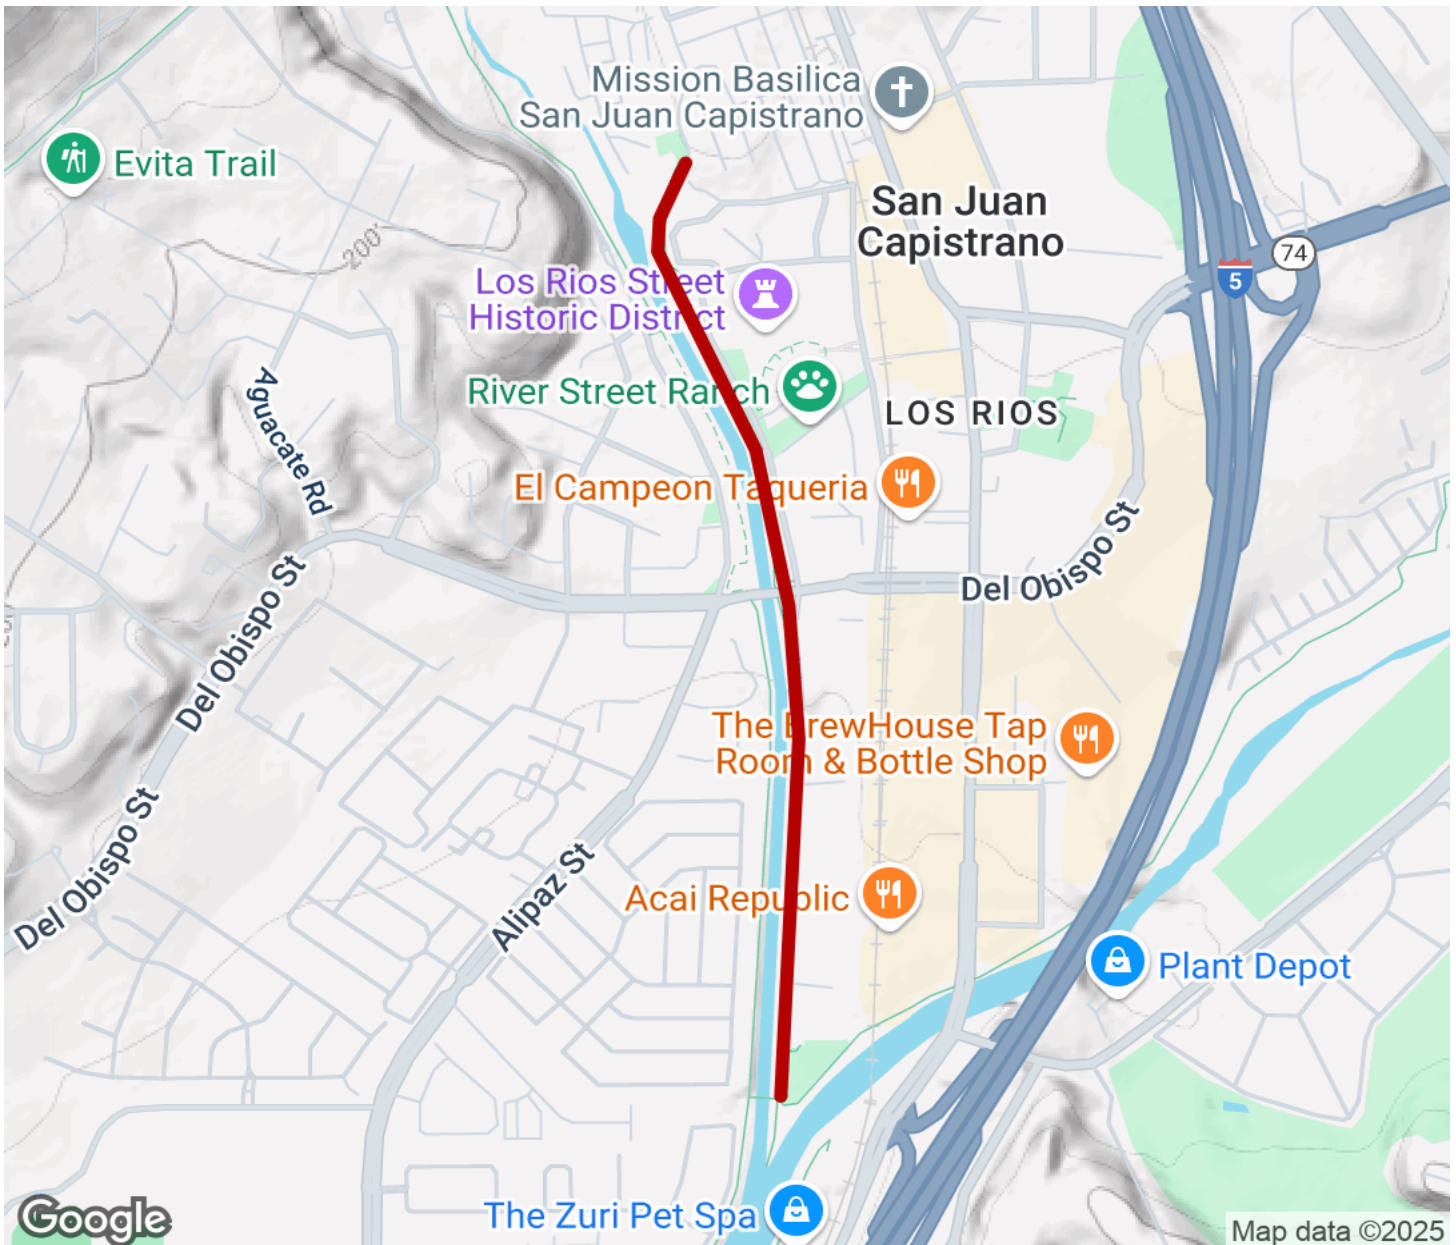 Mission Basilica
San Juan Capistrano
Evita Trail
San Juan
Capistrano
200'
74
5
Los Rios Street
Historic District
River Street Ranch
LOS RIOS
Aguacate Rd
El Campeon Taqueria
Del Obispo St
Del Obispo St
The BrewHouse Tap
Room & Bottle Shop
Del Obispo St
Alipaz St
Acai Republic
Plant Depot
The Zuri Pet Spa
Google
Map data ©2025